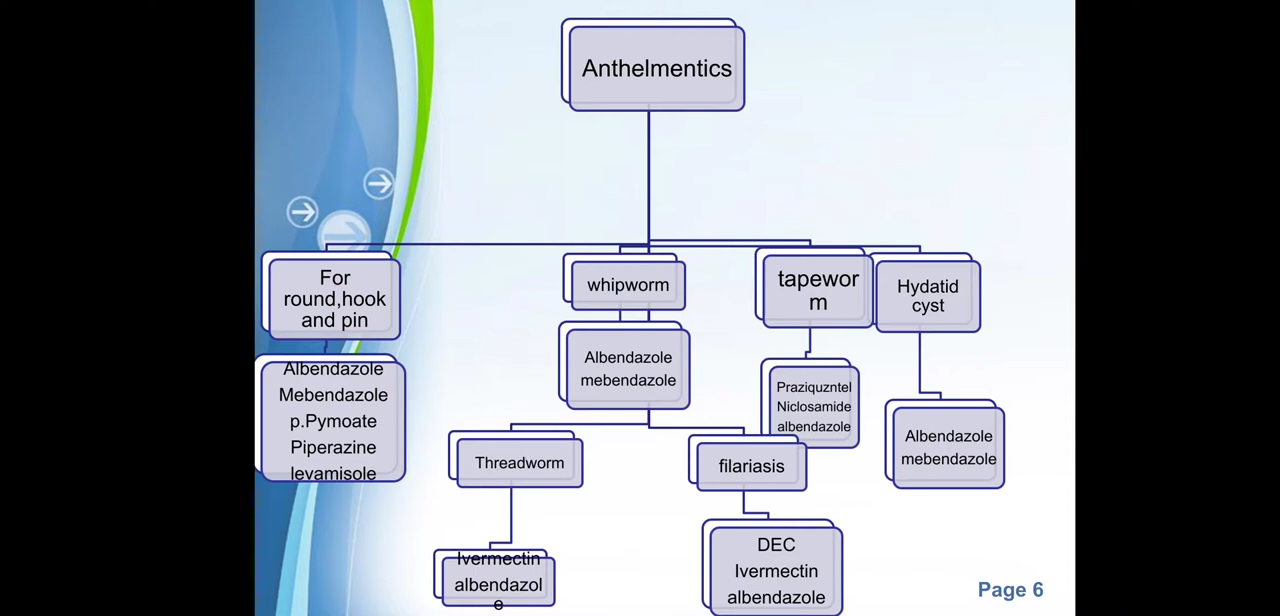 Anthelmentics
For
round,hook
and pin
whipworm
tapewor
m
Hydatid
cyst
Albendazole
Mebendazole
p.Pymoate
Piperazine
levamisole
Albendazole
mebendazole
Praziquzntel
Niclosamide
albendazole
Albendazole
mebendazole
Threadworm
filariasis
Ivermectin
albendazol
e
DEC
Ivermectin
albendazole
Page 6